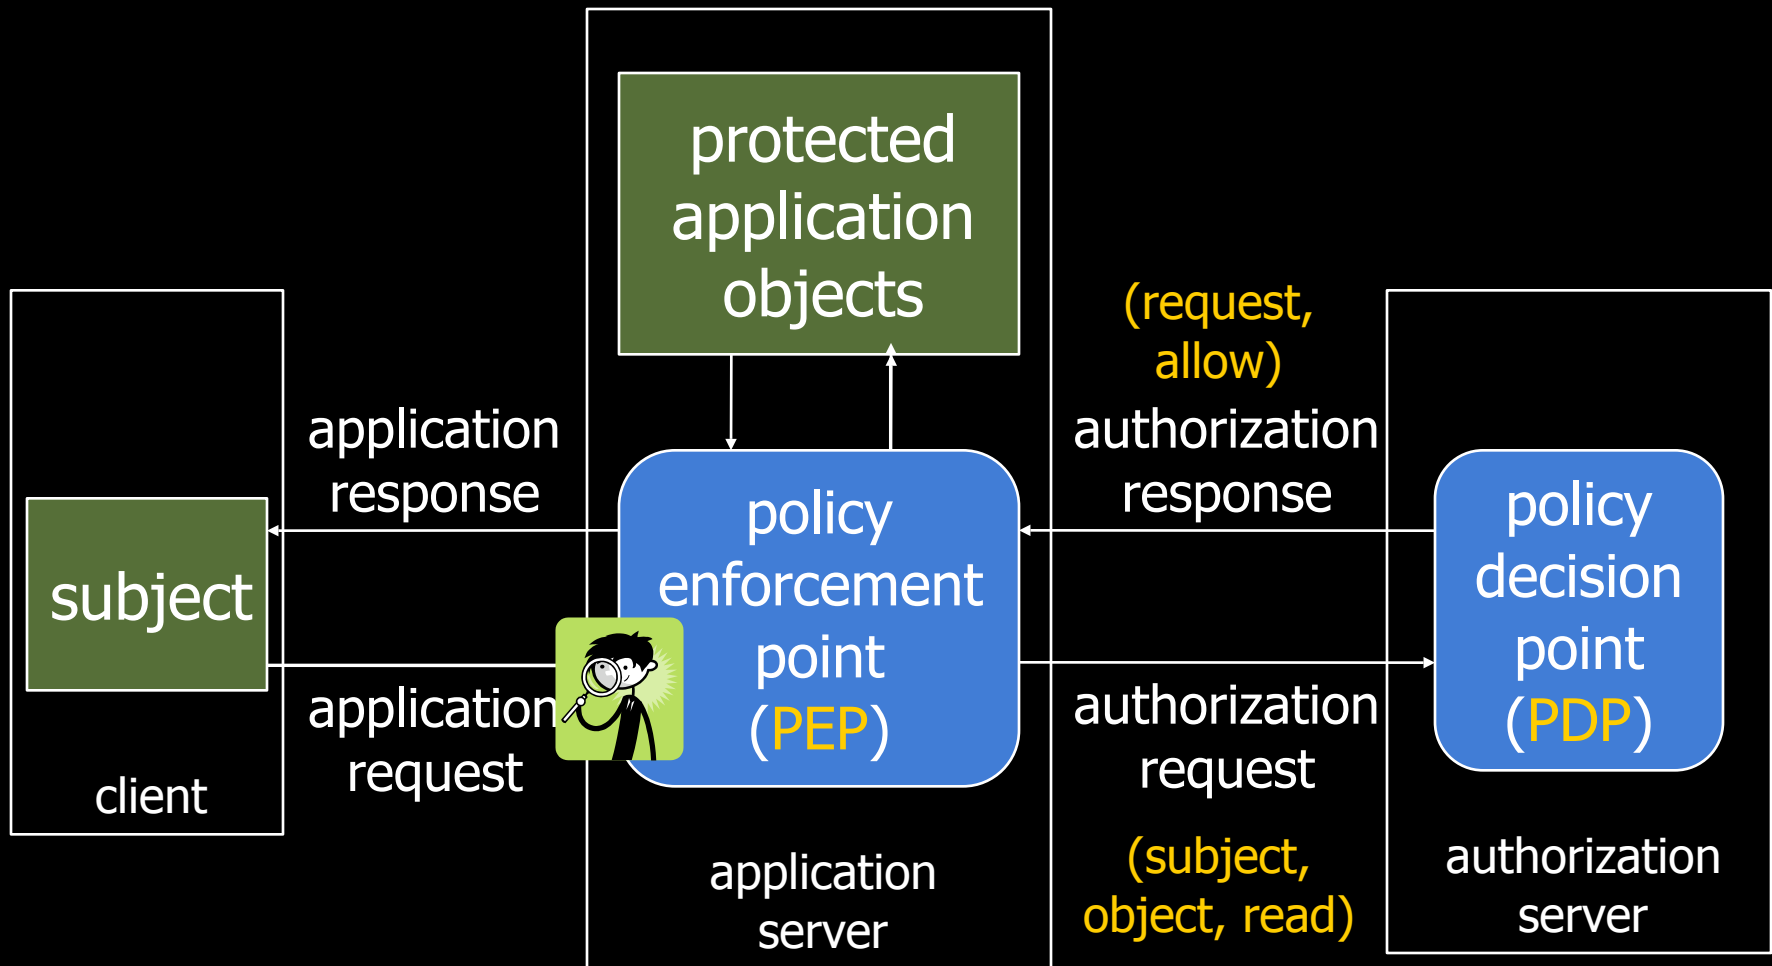 protected
application
objects
(request,
allow)
application
response
authorization
response
subject
policy
enforcement
point
(PEP)
policy
decision
point
(PDP)
application
request
authorization
request
client
application
server
(subject,
object, read)
authorization
server